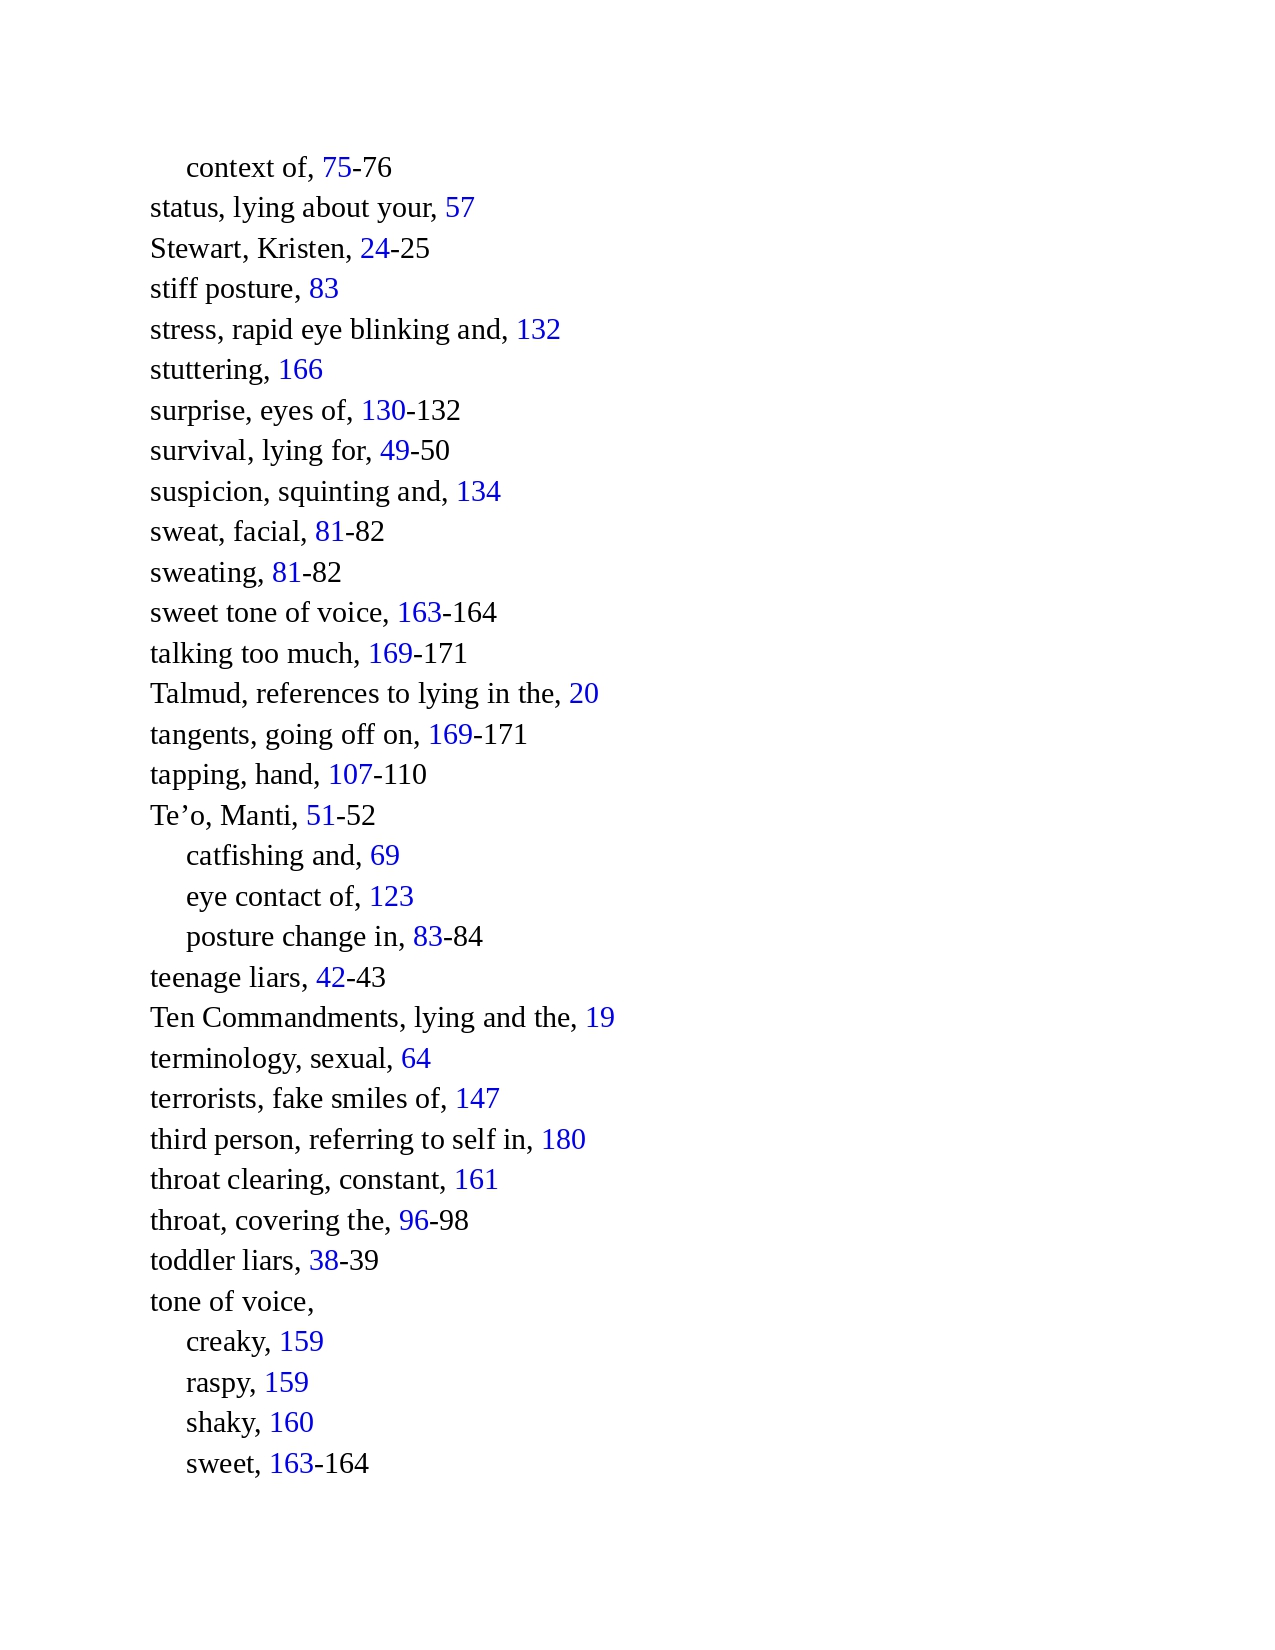 context of, 75-76
status, lying about your, 57
Stewart, Kristen, 24-25
stiff posture, 83
stress, rapid eye blinking and, 132
stuttering, 166
surprise, eyes of, 130-132
survival, lying for, 49-50
suspicion, squinting and, 134
sweat, facial, 81-82
sweating, 81-82
sweet tone of voice, 163-164
talking too much, 169-171
Talmud, references to lying in the, 20
tangents, going off on, 169-171
tapping, hand, 107-110
Te’o, Manti, 51-52
catfishing and, 69
eye contact of, 123
posture change in, 83-84
teenage liars, 42-43
Ten Commandments, lying and the, 19
terminology, sexual, 64
terrorists, fake smiles of, 147
third person, referring to self in, 180
throat clearing, constant, 161
throat, covering the, 96-98
toddler liars, 38-39
tone of voice,
creaky, 159
raspy, 159
shaky, 160
sweet, 163-164